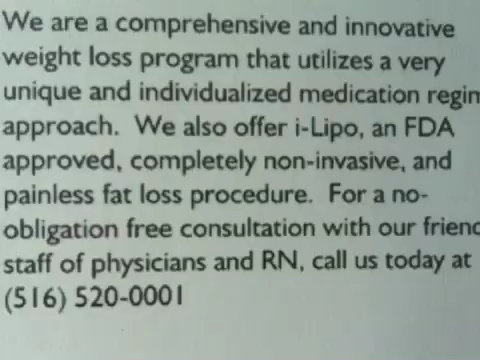 We are a comprehensive and innovative
weight loss program that utilizes a very
unique and individualized medication regim
approach. We also offer i-Lipo, an FDA
approved, completely non-invasive, and
painless fat loss procedure. For a no-
obligation free consultation with our friend
staff of physicians and RN, call us today at
(516) 520-0001